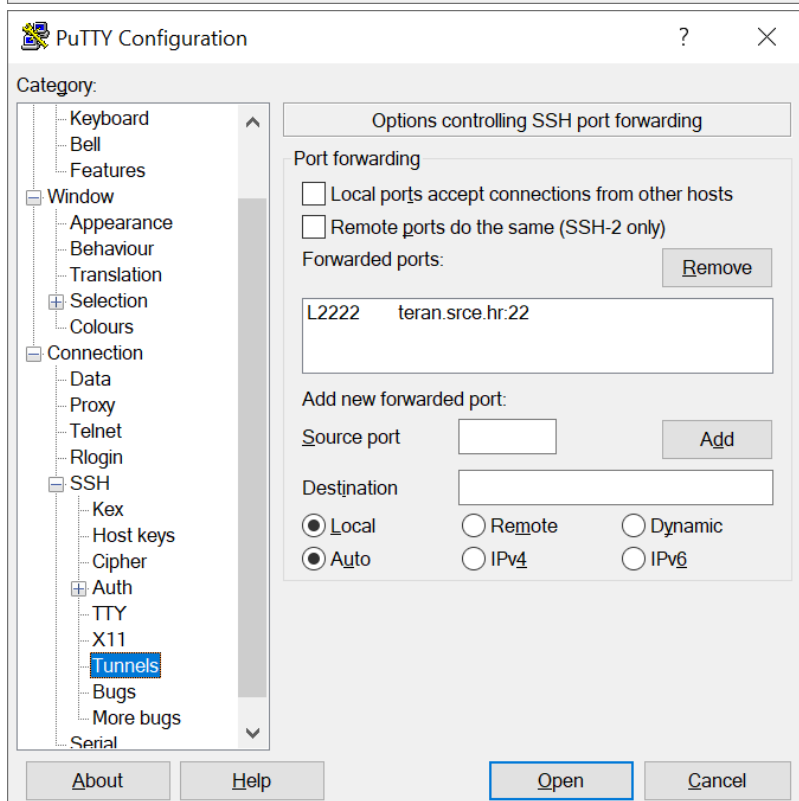 PuTTY Configuration
?
Category:
Keyboard
Bell
Features
Window
Appearance
Behaviour
Translation
Selection
Colours
Connection
Data
Proxy
Telnet
Rlogin
SSH
Kex
Host keys
Cipher
Auth
TTY
X11
Tunnels
Bugs
More bugs
Serial
Options controlling SSH port forwarding
Port forwarding
Local ports accept connections from other hosts
Remote ports do the same (SSH-2 only)
Forwarded ports:
Remove
L2222 teran.srce.hr:22
Add new forwarded port:
Source port
Add
Destination
Local Remote Dynamic
Auto IPv4 IPv6
About Help Open Cancel